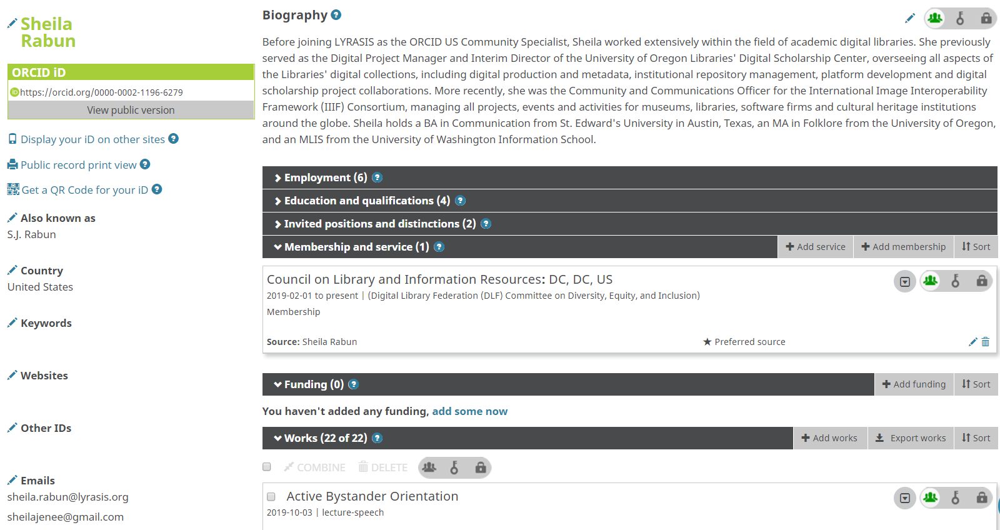 Sheila
Rabun
ORCID iD
iD https://orcid.org/0000-0002-1196-6279
View public version
Display your iD on other sites ?
Public record print view ?
Get a QR Code for your iD ?
Also known as
S.J. Rabun
Country
United States
Keywords
Websites
Other IDs
Emails
sheila.rabun@lyrasis.org
sheilajenee@gmail.com
Biography ?
Before joining LYRASIS as the ORCID US Community Specialist, Sheila worked extensively within the field of academic digital libraries. She previously
served as the Digital Project Manager and Interim Director of the University of Oregon Libraries' Digital Scholarship Center, overseeing all aspects of
the Libraries' digital collections, including digital production and metadata, institutional repository management, platform development and digital
scholarship project collaborations. More recently, she was the Community and Communications Officer for the International Image Interoperability
Framework (IIIF) Consortium, managing all projects, events and activities for museums, libraries, software firms and cultural heritage institutions
around the globe. Sheila holds a BA in Communication from St. Edward's University in Austin, Texas, an MA in Folklore from the University of Oregon,
and an MLIS from the University of Washington Information School.
Employment (6) ?
Education and qualifications (4) ?
Invited positions and distinctions (2) ?
Membership and service (1) ? Add service Add membership Sort
Council on Library and Information Resources: DC, DC, US
2019-02-01 to present | (Digital Library Federation (DLF) Committee on Diversity, Equity, and Inclusion)
Membership
Source: Sheila Rabun ★ Preferred source
Funding (0) ? Add funding Sort
You haven't added any funding, add some now
Works (22 of 22) ? Add works Export works Sort
COMBINE DELETE
Active Bystander Orientation
2019-10-03 | lecture-speech